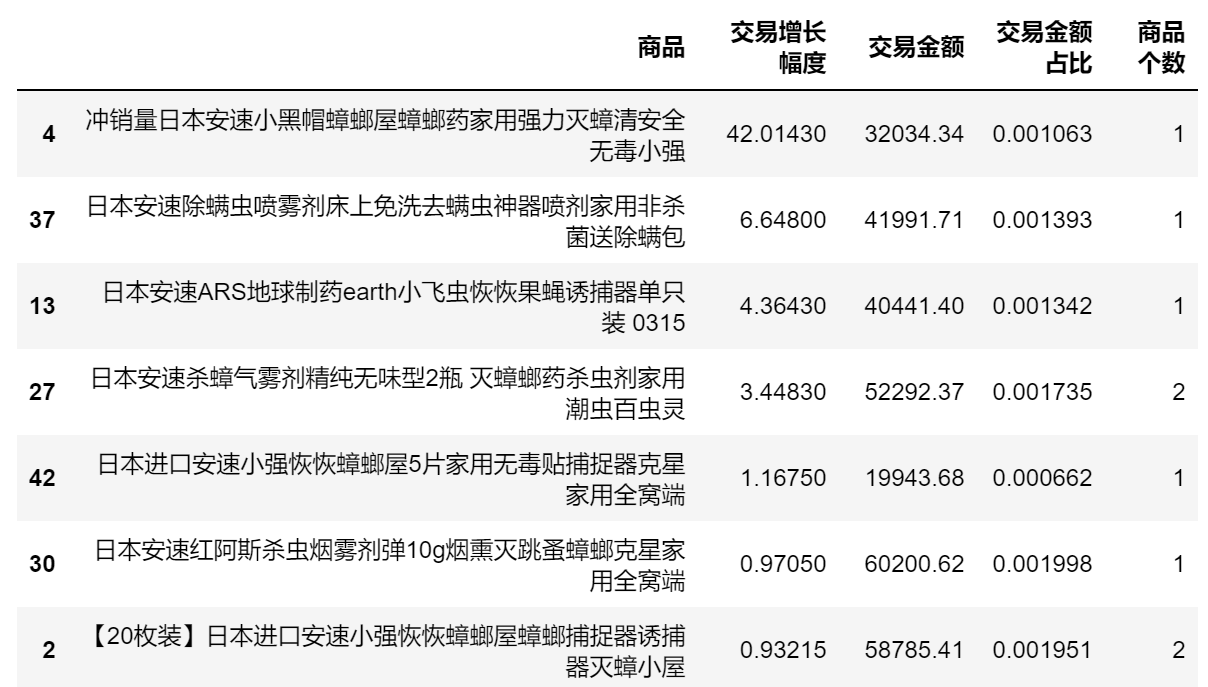 商品 交易增长幅度 交易金额 交易金额占比 商品个数
4 冲销量日本安速小黑帽蟑螂屋蟑螂药家用强力灭蟑清安全 42.01430 32034.34 0.001063 1
无毒小强
37 日本安速除螨虫喷雾剂床上免洗去螨虫神器喷剂家用非杀 6.64800 41991.71 0.001393 1
菌送除螨包
13 日本安速ARS地球制药earth小飞虫恢恢果蝇诱捕器单只 4.36430 40441.40 0.001342 1
装 0315
27 日本安速杀蟑气雾剂精纯无味型2瓶 灭蟑螂药杀虫剂家用 3.44830 52292.37 0.001735 2
潮虫百虫灵
42 日本进口安速小强恢恢蟑螂屋5片家用无毒贴捕捉器克星 1.16750 19943.68 0.000662 1
家用全窝端
30 日本安速红阿斯杀虫烟雾剂弹10g烟熏灭跳蚤蟑螂克星家 0.97050 60200.62 0.001998 1
用全窝端
2 【20枚装】日本进口安速小强恢恢蟑螂屋蟑螂捕捉器诱捕 0.93215 58785.41 0.001951 2
器灭蟑小屋